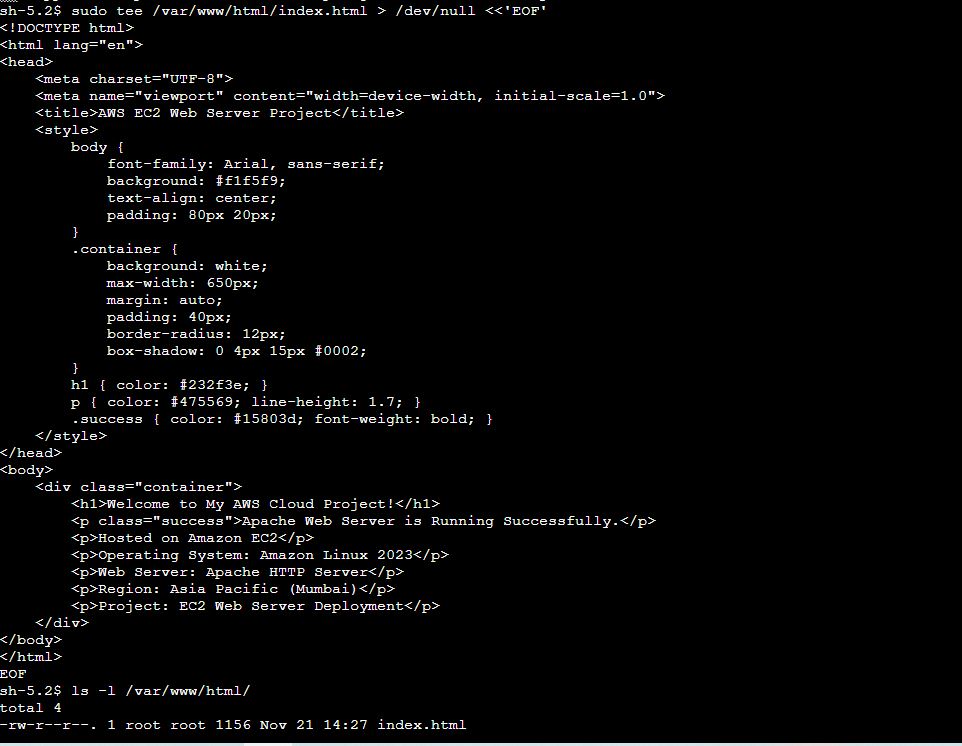 sh-5.2$ sudo tee /var/www/html/index.html > /dev/null <<'EOF'
<!DOCTYPE html>
<html lang="en">
<head>
    <meta charset="UTF-8">
    <meta name="viewport" content="width=device-width, initial-scale=1.0">
    <title>AWS EC2 Web Server Project</title>
    <style>
        body {
            font-family: Arial, sans-serif;
            background: #f1f5f9;
            text-align: center;
            padding: 80px 20px;
        }
        .container {
            background: white;
            max-width: 650px;
            margin: auto;
            padding: 40px;
            border-radius: 12px;
            box-shadow: 0 4px 15px #0002;
        }
        h1 { color: #232f3e; }
        p { color: #475569; line-height: 1.7; }
        .success { color: #15803d; font-weight: bold; }
    </style>
</head>
<body>
    <div class="container">
        <h1>Welcome to My AWS Cloud Project!</h1>
        <p class="success">Apache Web Server is Running Successfully.</p>
        <p>Hosted on Amazon EC2</p>
        <p>Operating System: Amazon Linux 2023</p>
        <p>Web Server: Apache HTTP Server</p>
        <p>Region: Asia Pacific (Mumbai)</p>
        <p>Project: EC2 Web Server Deployment</p>
    </div>
</body>
</html>
EOF
sh-5.2$ ls -l /var/www/html/
total 4
-rw-r--r--. 1 root root 1156 Nov 21 14:27 index.html